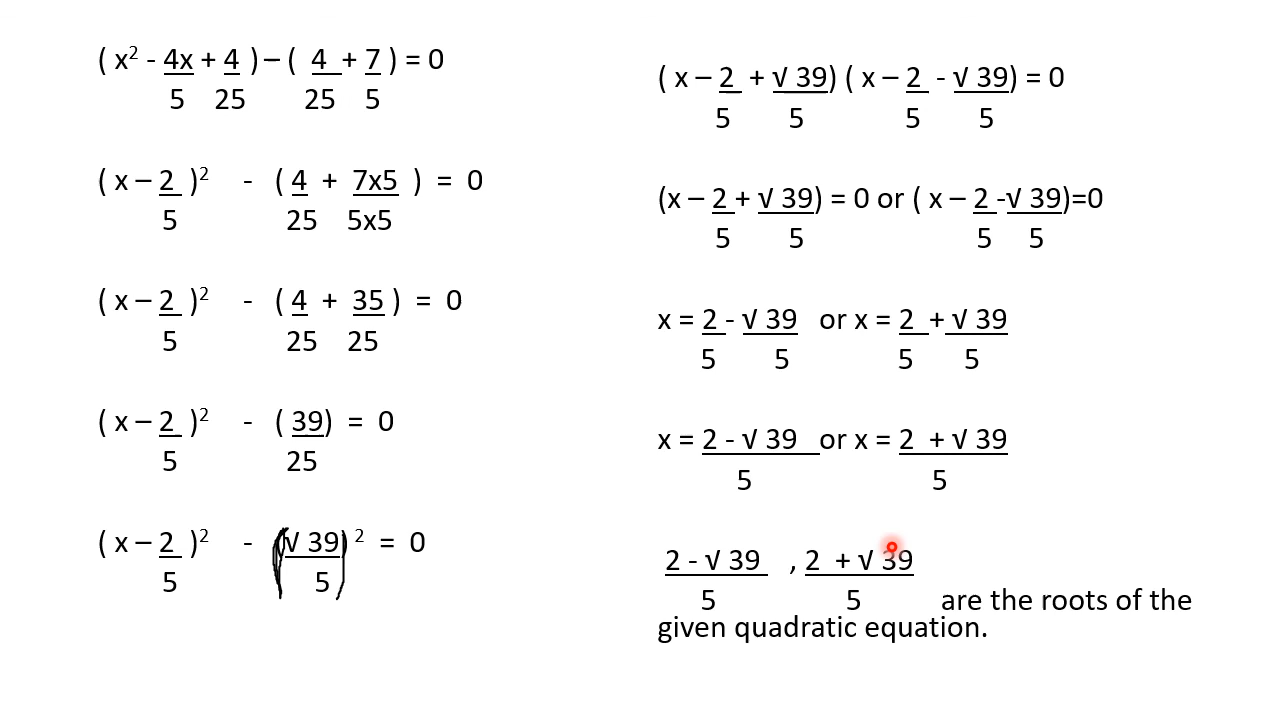 ( x² - 4x + 4 ) – ( 4 + 7 ) = 0
5 25 25 5
( x – 2 )² - ( 4 + 7x5 ) = 0
5 25 5x5
( x – 2 )² - ( 4 + 35 ) = 0
5 25 25
( x – 2 )² - ( 39) = 0
5 25
( x – 2 )² - (√ 39) ² = 0
5 5
( x – 2 + √ 39) ( x – 2 - √ 39) = 0
5 5 5 5
(x – 2 + √ 39) = 0 or ( x – 2 -√ 39)=0
5 5 5 5
x = 2 - √ 39 or x = 2 + √ 39
5 5 5 5
x = 2 - √ 39 or x = 2 + √ 39
5 5
2 - √ 39 , 2 + √ 39
5 5 are the roots of the
given quadratic equation.